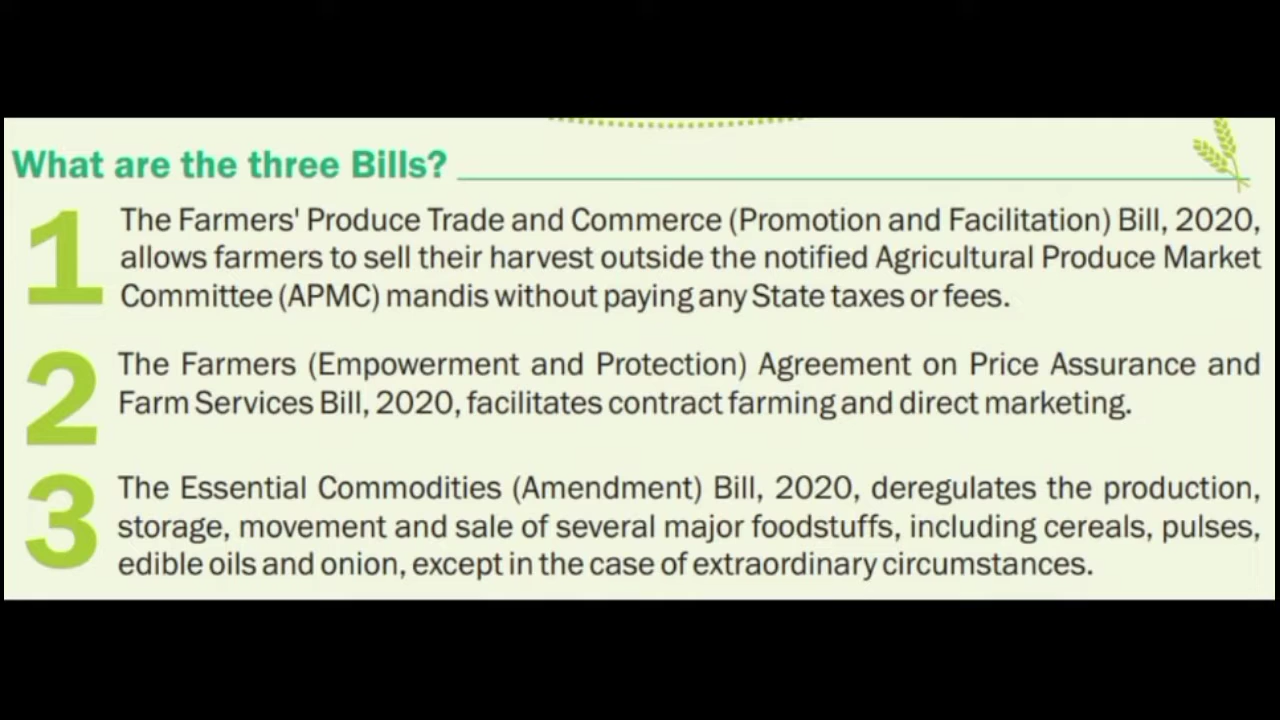 What are the three Bills?
1
The Farmers' Produce Trade and Commerce (Promotion and Facilitation) Bill, 2020,
allows farmers to sell their harvest outside the notified Agricultural Produce Market
Committee (APMC) mandis without paying any State taxes or fees.
2
The Farmers (Empowerment and Protection) Agreement on Price Assurance and
Farm Services Bill, 2020, facilitates contract farming and direct marketing.
3
The Essential Commodities (Amendment) Bill, 2020, deregulates the production,
storage, movement and sale of several major foodstuffs, including cereals, pulses,
edible oils and onion, except in the case of extraordinary circumstances.